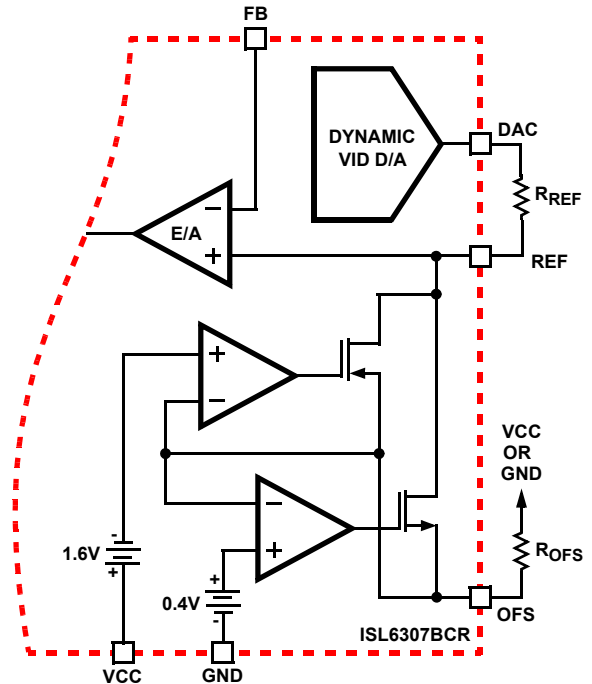 FB
DYNAMIC
VID D/A
DAC
RREF
E/A
−
+
REF
+
−
VCC
OR
GND
−
+
ROFS
-
1.6V
+
+
0.4V
-
OFS
ISL6307BCR
VCC
GND